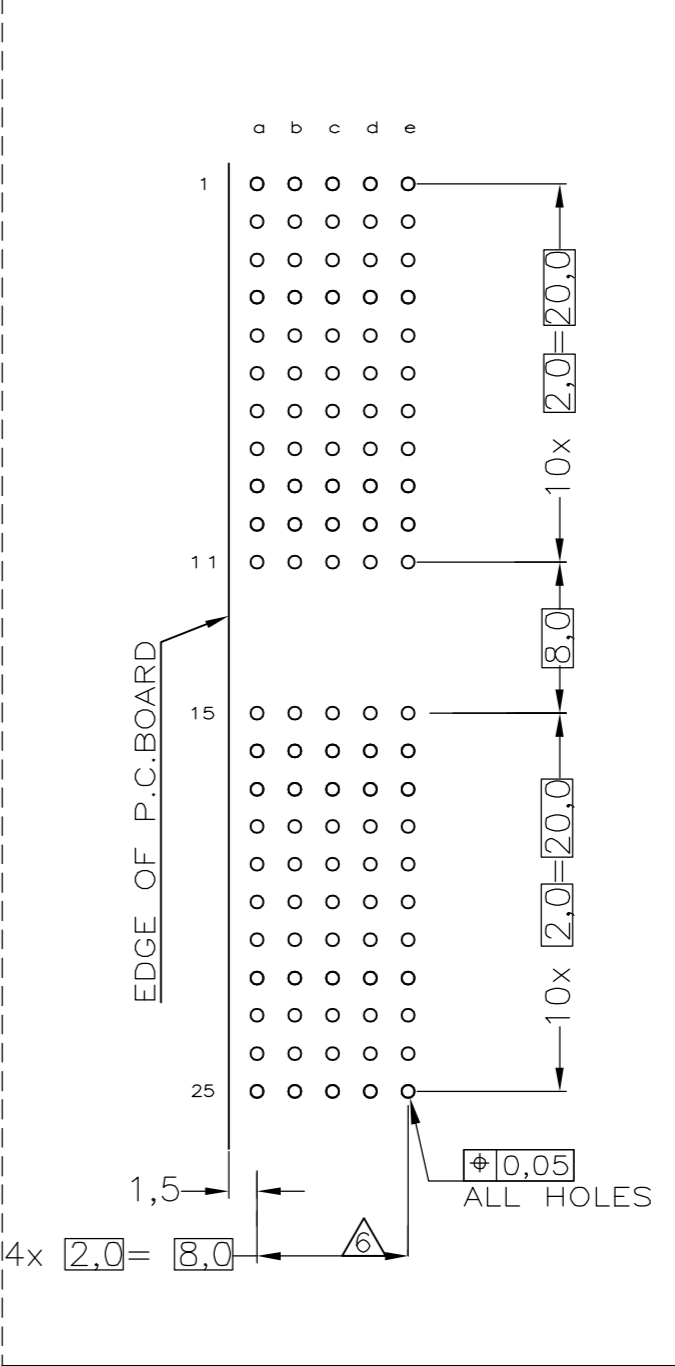 a b c d e
1
10x 2,0=20,0
11
8,0
EDGE OF P.C.BOARD
15
10x 2,0=20,0
25
⌖ 0,05
ALL HOLES
1,5
6
4x 2,0= 8,0